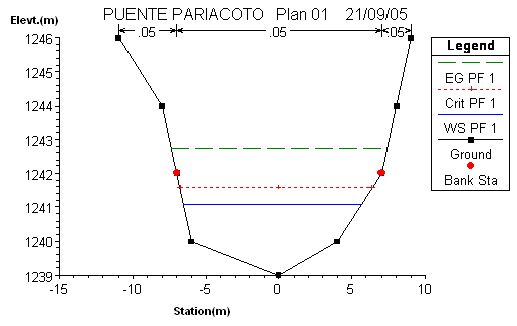 PUENTE PARIACOTO Plan 01 21/09/05
Elevt.(m)
.05 .05 .05
1246
1245
1244
1243
1242
1241
1240
1239
-15 -10 -5 0 5 10
Station(m)
Legend
EG PF 1
Crit PF 1
WS PF 1
Ground
Bank Sta